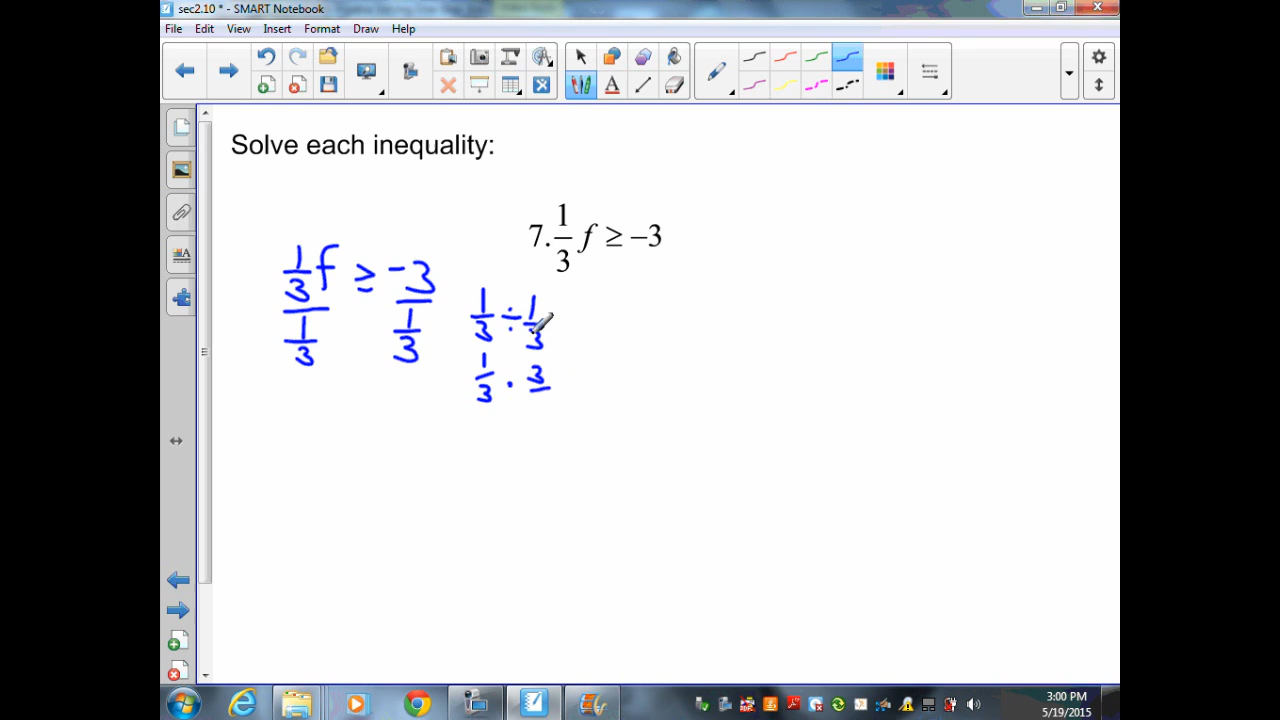 sec2.10 * - SMART Notebook
File Edit View Insert Format Draw Help
Solve each inequality:
7. 1/3 f ≥ –3
1/3 f ≥ -3
1/3 1/3
1/3 ÷ 1/3
1/3 · 3
3:00 PM
5/19/2015